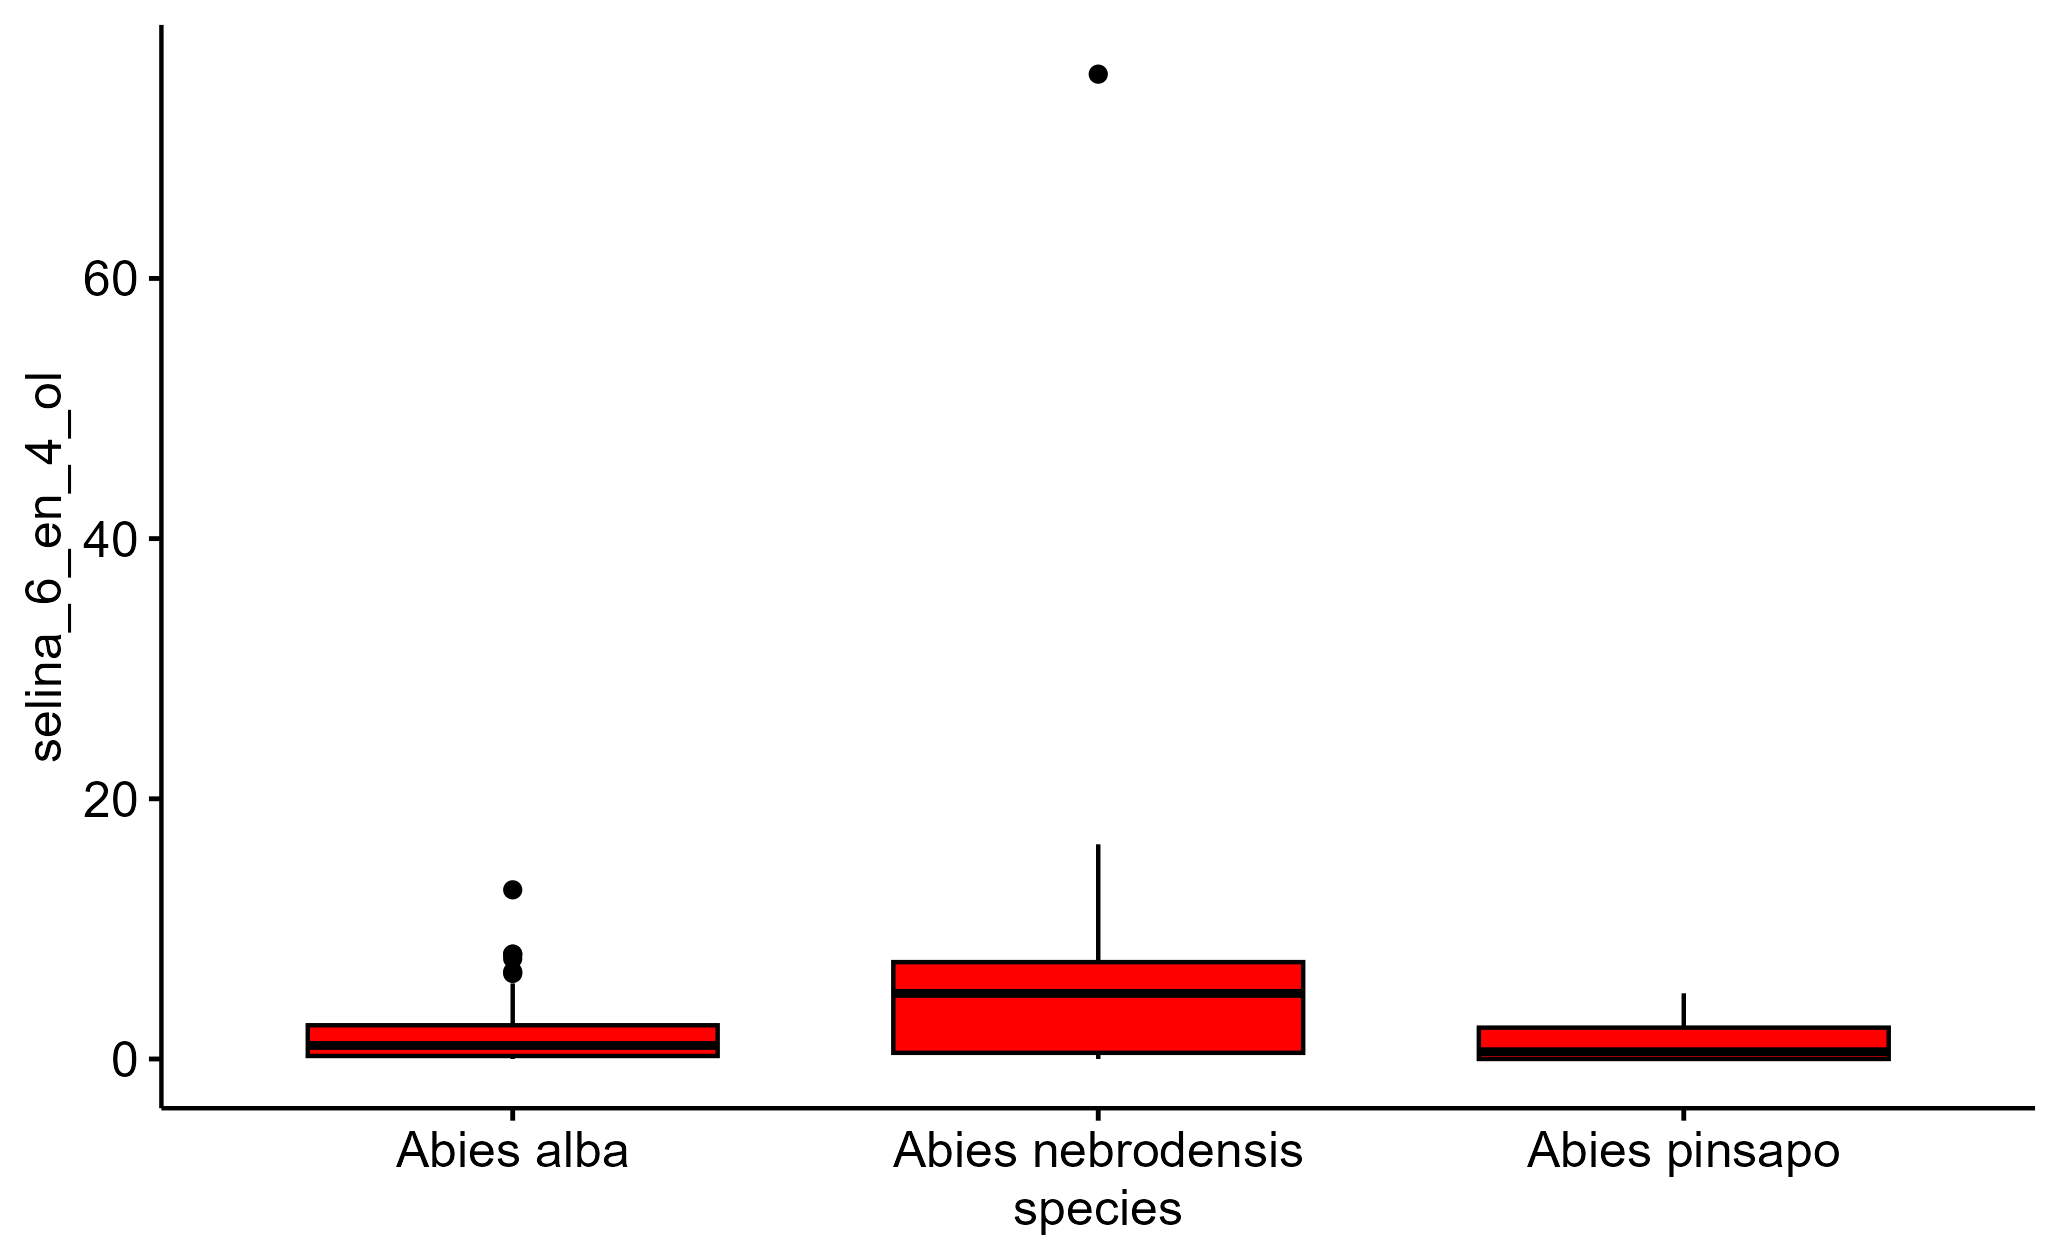 selina_6_en_4_ol
60
40
20
0
Abies alba
Abies nebrodensis
Abies pinsapo
species